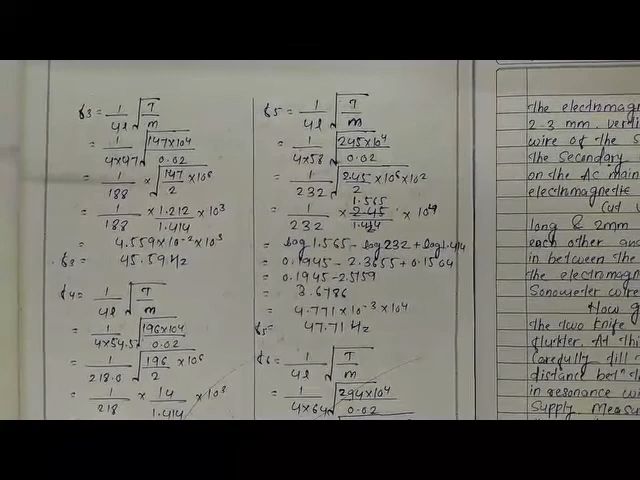 f3 = 1/4l √T/m
= 1/4×47 √147×10⁴/0.02
= 1/188 × √147/2 × 10⁶
= 1/188 × 1.212/1.414 × 10³
= 4.559×10⁻² × 10³
f3 = 45.59 Hz
f4 = 1/4l √T/m
= 1/4×54.5 √196×10⁴/0.02
= 1/218.0 √196/2 × 10⁶
= 1/218 × 14/1.414 × 10³
f5 = 1/4l √T/m
= 1/4×58 √245×10⁴/0.02
= 1/232 √245/2 × 10⁶ × 10²
1.565
= 1/232 × 2.45/1.414 × 10⁴
= log 1.565 - log 232 + log 1.414
= 0.1945 - 2.3655 + 0.1504
= 0.1945 - 2.5159
= 3.6786
= 4.771 × 10⁻³ × 10⁴
f5 = 47.71 Hz
f6 = 1/4l √T/m
= 1/4×64 √294×10⁴/0.02
the electromagne
2-3 mm. verti
wire of the S
the Secondary
on the Ac main
electromagnetic
Cut
long & 2mm
each other and
in between the
the electromagn
Sonometer wire
Now
the two knife
flutter. At thi
Carefully
distance betⁿ th
in resonance wi
Supply. Measu